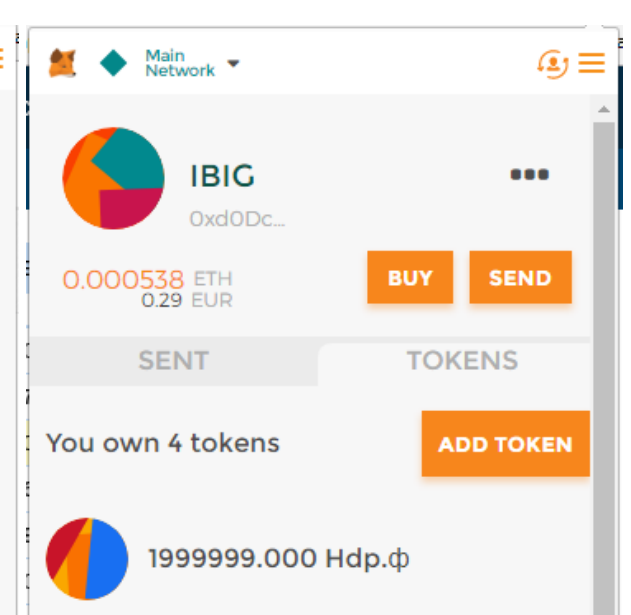 Main
Network
IBIG
0xd0Dc...
0.000538 ETH
0.29 EUR
BUY
SEND
SENT
TOKENS
You own 4 tokens
ADD TOKEN
1999999.000 Hdp.ф